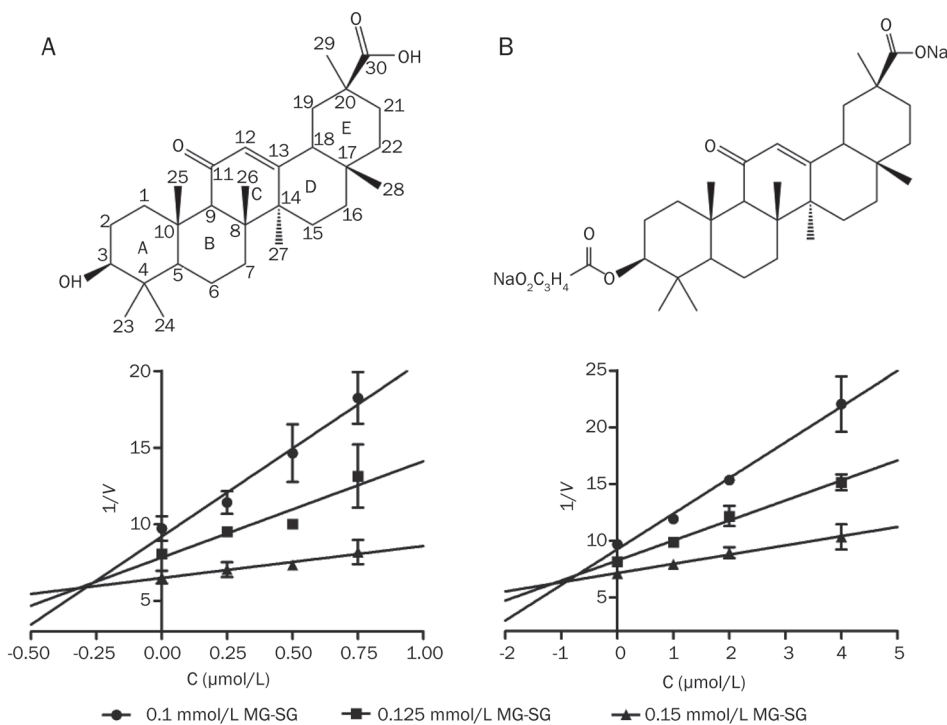 A
B
O
29
OH
30
20
19
21
E
12
18
22
O
13
17
11
25
26
C
D
28
1
14
16
2
9
10
8
15
A
B
27
3
4
5
7
OH
6
23
24
O
ONa
O
O
NaO2C3H4
O
20
15
10
5
1/V
-0.50 -0.25 0.00 0.25 0.50 0.75 1.00
C (μmol/L)
25
20
15
10
5
1/V
-2 -1 0 1 2 3 4 5
C (μmol/L)
0.1 mmol/L MG-SG 0.125 mmol/L MG-SG 0.15 mmol/L MG-SG